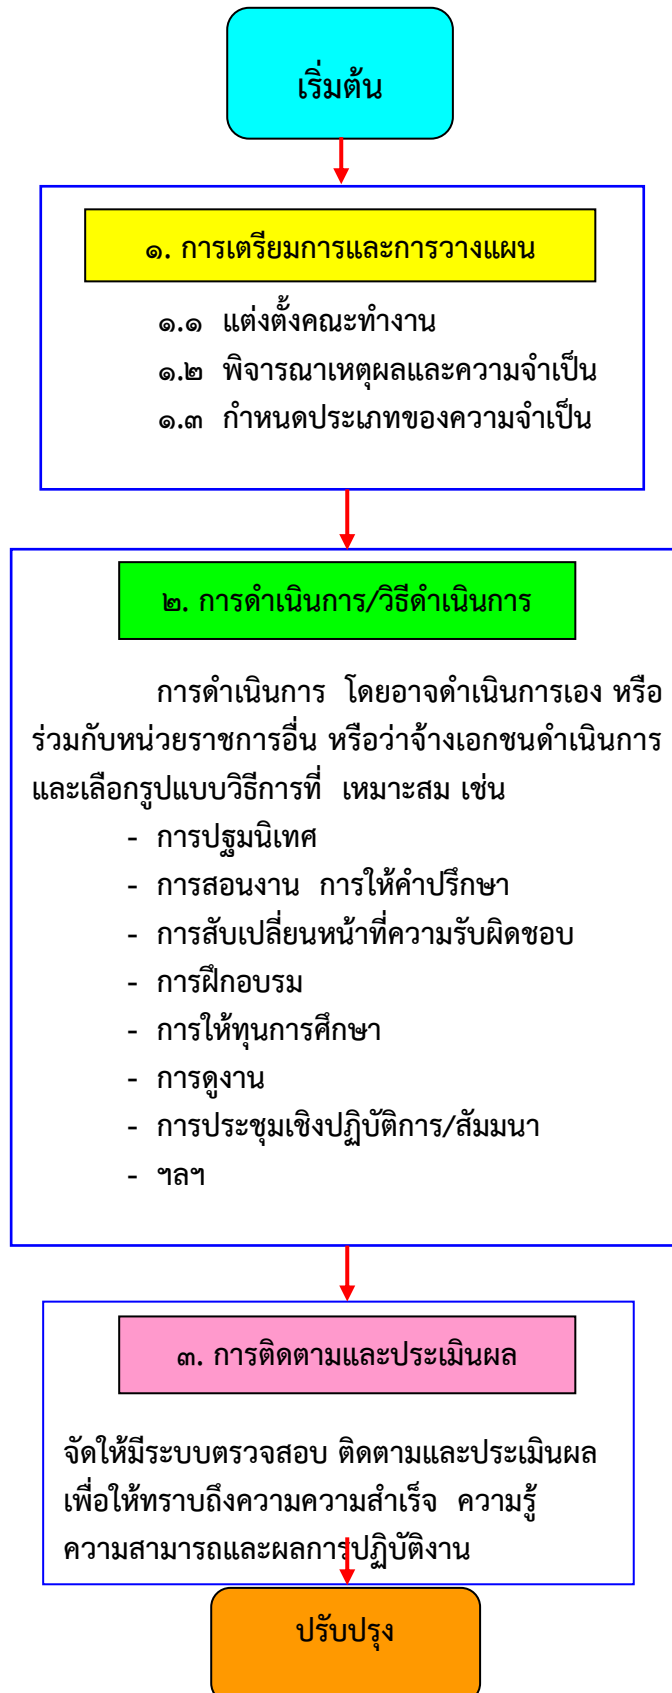 เริ่มต้น
๑. การเตรียมการและการวางแผน
๑.๑ แต่งตั้งคณะทำงาน
๑.๒ พิจารณาเหตุผลและความจำเป็น
๑.๓ กำหนดประเภทของความจำเป็น
๒. การดำเนินการ/วิธีดำเนินการ
การดำเนินการ โดยอาจดำเนินการเอง หรือ
ร่วมกับหน่วยราชการอื่น หรือว่าจ้างเอกชนดำเนินการ
และเลือกรูปแบบวิธีการที่ เหมาะสม เช่น
- การปฐมนิเทศ
- การสอนงาน การให้คำปรึกษา
- การสับเปลี่ยนหน้าที่ความรับผิดชอบ
- การฝึกอบรม
- การให้ทุนการศึกษา
- การดูงาน
- การประชุมเชิงปฏิบัติการ/สัมมนา
- ฯลฯ
๓. การติดตามและประเมินผล
จัดให้มีระบบตรวจสอบ ติดตามและประเมินผล
เพื่อให้ทราบถึงความความสำเร็จ ความรู้
ความสามารถและผลการปฏิบัติงาน
ปรับปรุง